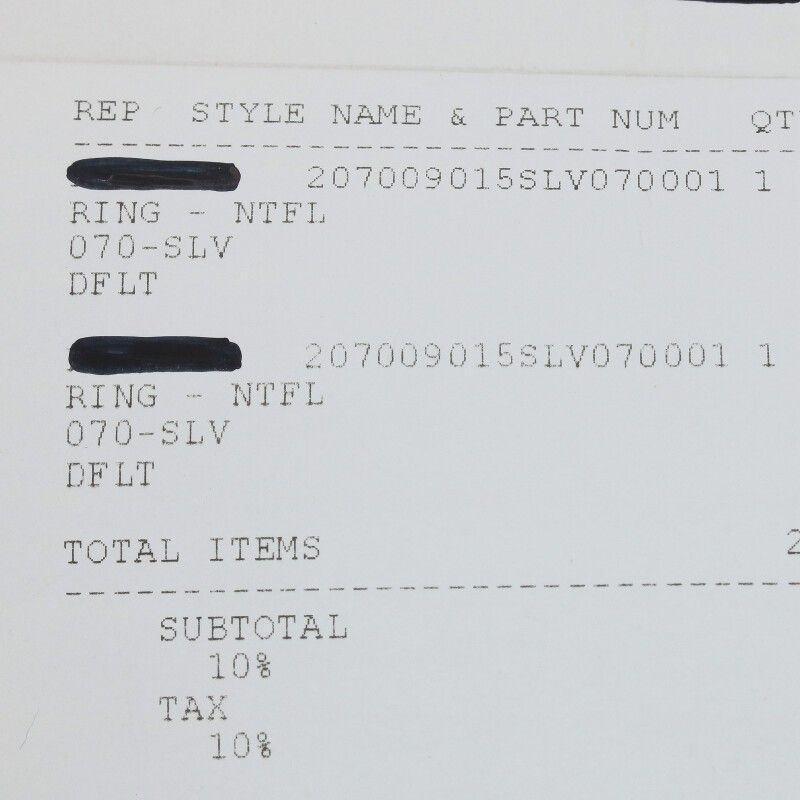 REP STYLE NAME & PART NUM QT
207009015SLV070001 1
RING - NTFL
070-SLV
DFLT
207009015SLV070001 1
RING - NTFL
070-SLV
DFLT
TOTAL ITEMS 2
SUBTOTAL
10%
TAX
10%